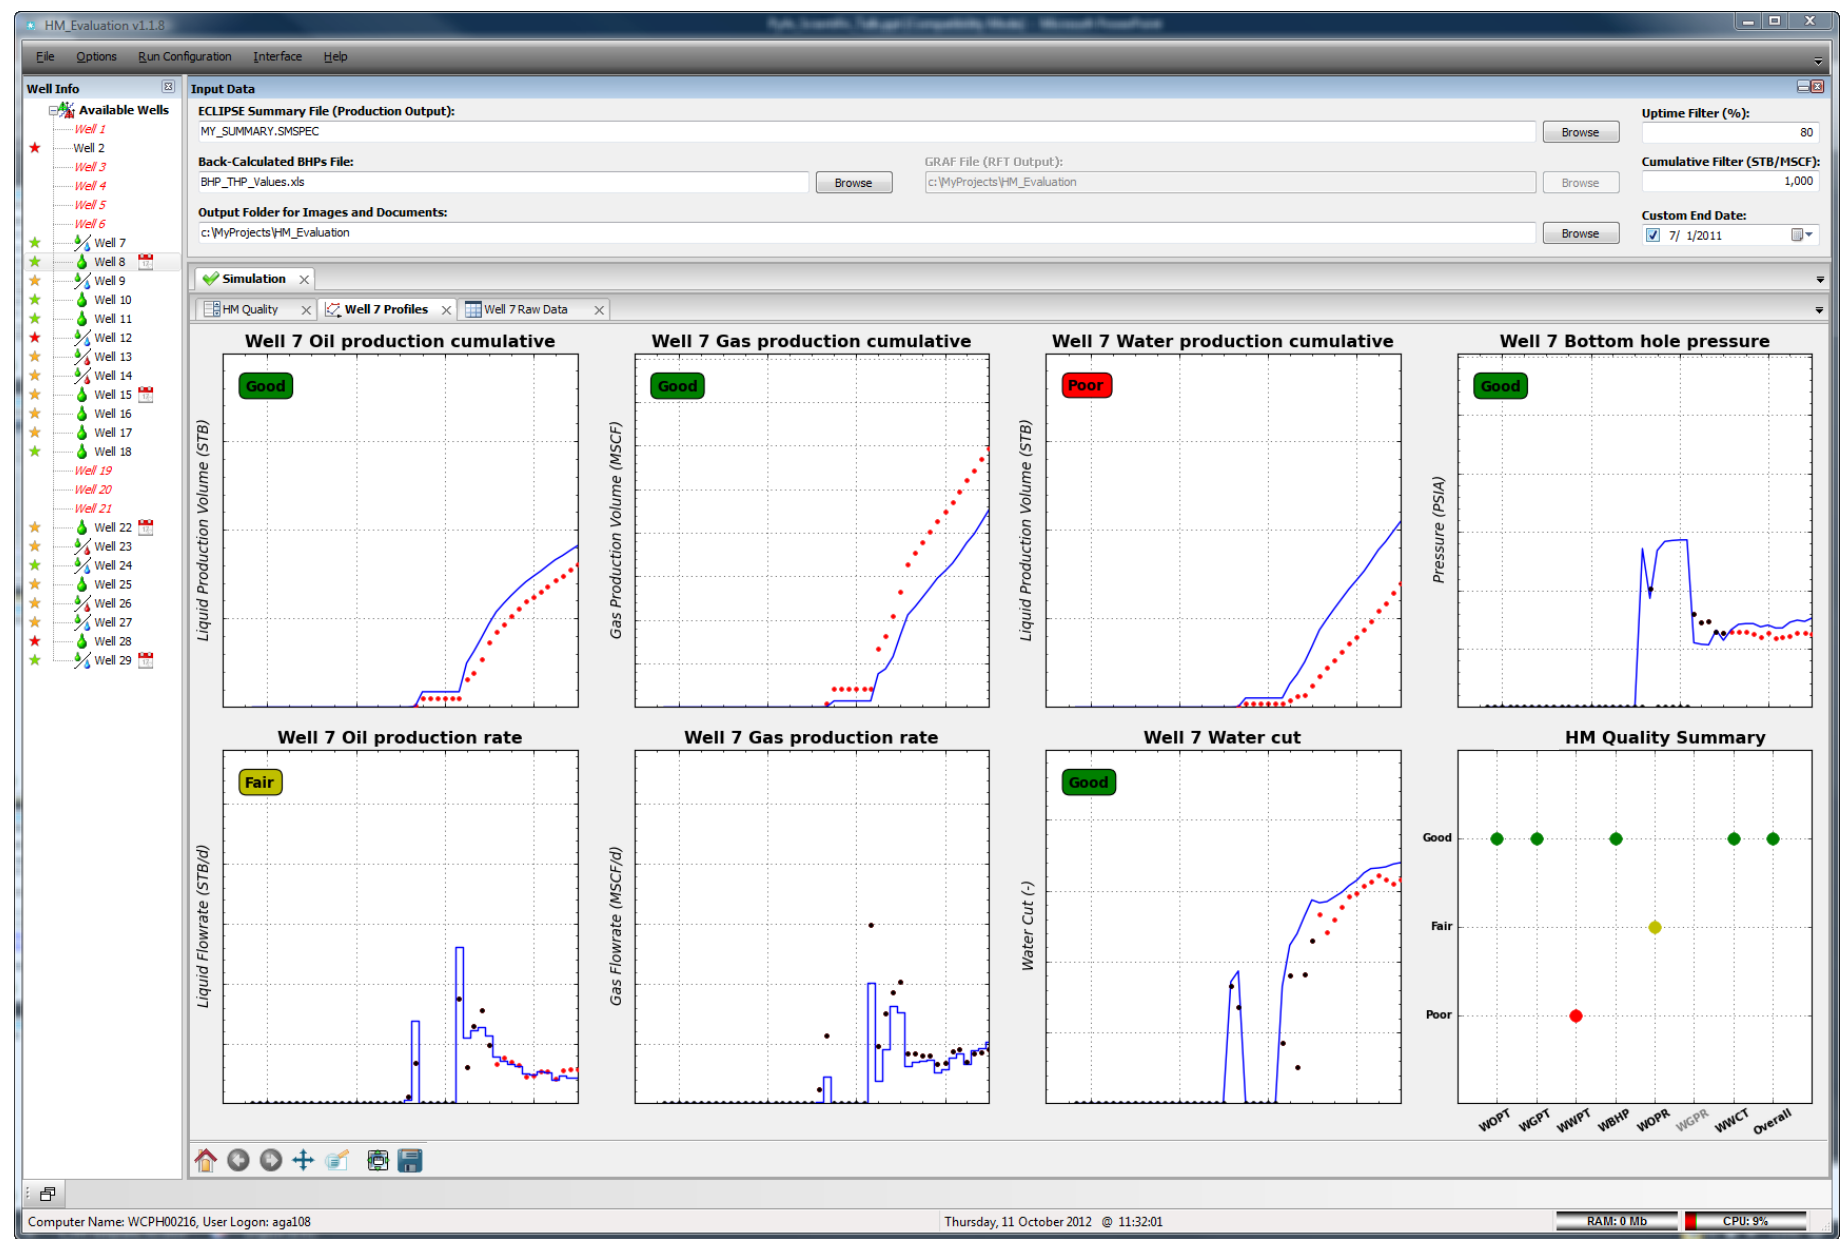 HM_Evaluation v1.1.8
File Options Run Configuration Interface Help
Well Info
Available Wells
Well 1
Well 2
Well 3
Well 4
Well 5
Well 6
Well 7
Well 8
Well 9
Well 10
Well 11
Well 12
Well 13
Well 14
Well 15
Well 16
Well 17
Well 18
Well 19
Well 20
Well 21
Well 22
Well 23
Well 24
Well 25
Well 26
Well 27
Well 28
Well 29
Input Data
ECLIPSE Summary File (Production Output):
MY_SUMMARY.SMSPEC
Browse
Uptime Filter (%):
80
Back-Calculated BHPs File:
BHP_THP_Values.xls
Browse
GRAF File (RFT Output):
c:\MyProjects\HM_Evaluation
Browse
Cumulative Filter (STB/MSCF):
1,000
Output Folder for Images and Documents:
c:\MyProjects\HM_Evaluation
Browse
Custom End Date:
7/ 1/2011
Simulation
HM Quality Well 7 Profiles Well 7 Raw Data
Well 7 Oil production cumulative
Good
Liquid Production Volume (STB)
Well 7 Gas production cumulative
Good
Gas Production Volume (MSCF)
Well 7 Water production cumulative
Poor
Liquid Production Volume (STB)
Well 7 Bottom hole pressure
Good
Pressure (PSIA)
Well 7 Oil production rate
Fair
Liquid Flowrate (STB/d)
Well 7 Gas production rate
Gas Flowrate (MSCF/d)
Well 7 Water cut
Good
Water Cut (-)
HM Quality Summary
Good
Fair
Poor
WOPT WGPT WWPT WBHP WOPR WGPR WWCT Overall
Computer Name: WCPH00216, User Logon: aga108
Thursday, 11 October 2012 @ 11:32:01
RAM: 0 Mb
CPU: 9%